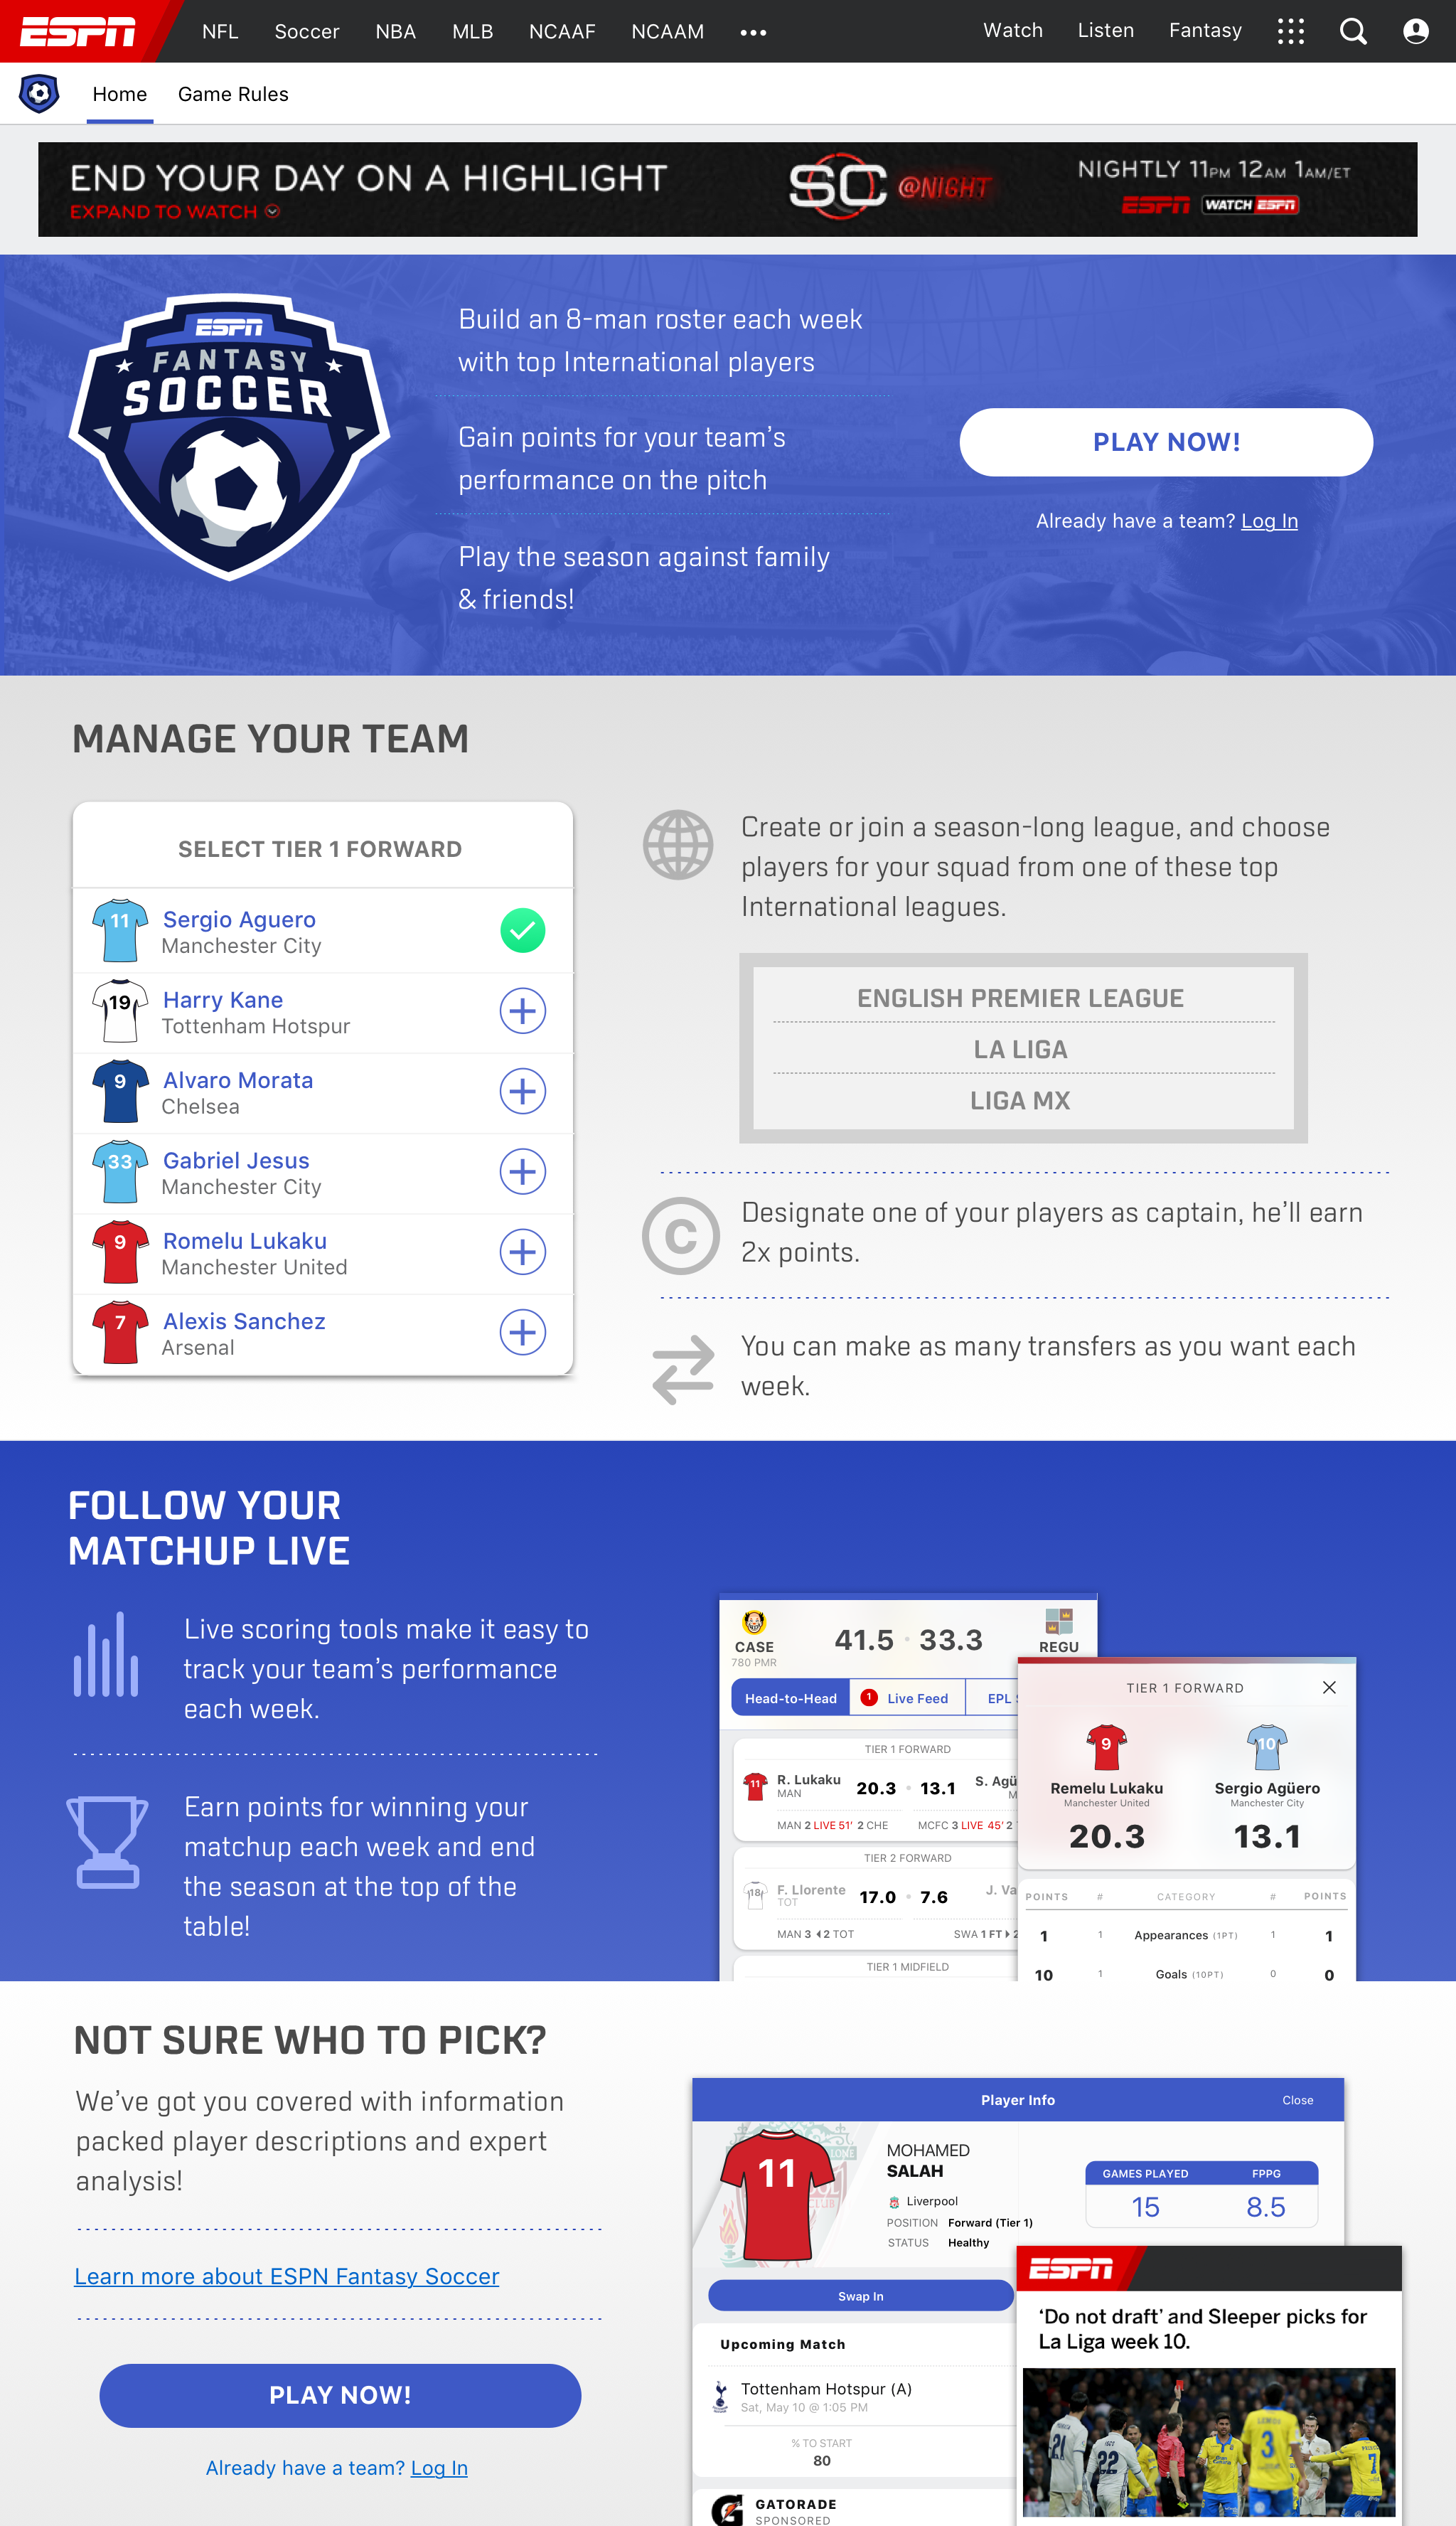 ESPN
NFL Soccer NBA MLB NCAAF NCAAM
Watch Listen Fantasy
Home Game Rules
END YOUR DAY ON A HIGHLIGHT
EXPAND TO WATCH
SC @NIGHT
NIGHTLY 11PM 12AM 1AM/ET
ESPN WATCH ESPN
ESPN
FANTASY
SOCCER
Build an 8-man roster each week
with top International players
Gain points for your team’s
performance on the pitch
Play the season against family
& friends!
PLAY NOW!
Already have a team? Log In
MANAGE YOUR TEAM
SELECT TIER 1 FORWARD
11 Sergio Aguero
Manchester City
19 Harry Kane
Tottenham Hotspur
9 Alvaro Morata
Chelsea
33 Gabriel Jesus
Manchester City
9 Romelu Lukaku
Manchester United
7 Alexis Sanchez
Arsenal
Create or join a season-long league, and choose
players for your squad from one of these top
International leagues.
ENGLISH PREMIER LEAGUE
LA LIGA
LIGA MX
C
Designate one of your players as captain, he’ll earn
2x points.
You can make as many transfers as you want each
week.
FOLLOW YOUR
MATCHUP LIVE
Live scoring tools make it easy to
track your team’s performance
each week.
Earn points for winning your
matchup each week and end
the season at the top of the
table!
CASE
780 PMR
41.5 • 33.3
REGU
Head-to-Head
1 Live Feed
EPL
TIER 1 FORWARD
11 R. Lukaku
MAN
20.3 • 13.1
S. Agü
M
MAN 2 LIVE 51’ 2 CHE
MCFC 3 LIVE 45’ 2
TIER 2 FORWARD
18 F. Llorente
TOT
17.0 • 7.6
J. Va
MAN 3 2 TOT
SWA 1 FT 2
TIER 1 MIDFIELD
TIER 1 FORWARD
9 10
Remelu Lukaku
Manchester United
20.3
Sergio Agüero
Manchester City
13.1
POINTS # CATEGORY # POINTS
1 1 Appearances (1PT) 1 1
10 1 Goals (10PT) 0 0
NOT SURE WHO TO PICK?
We’ve got you covered with information
packed player descriptions and expert
analysis!
Learn more about ESPN Fantasy Soccer
PLAY NOW!
Already have a team? Log In
Player Info
Close
11
MOHAMED
SALAH
Liverpool
POSITION Forward (Tier 1)
STATUS Healthy
GAMES PLAYED FPPG
15 8.5
Swap In
Upcoming Match
Tottenham Hotspur (A)
Sat, May 10 @ 1:05 PM
% TO START
80
G GATORADE
SPONSORED
ESPN
‘Do not draft’ and Sleeper picks for
La Liga week 10.
21
22
3
7